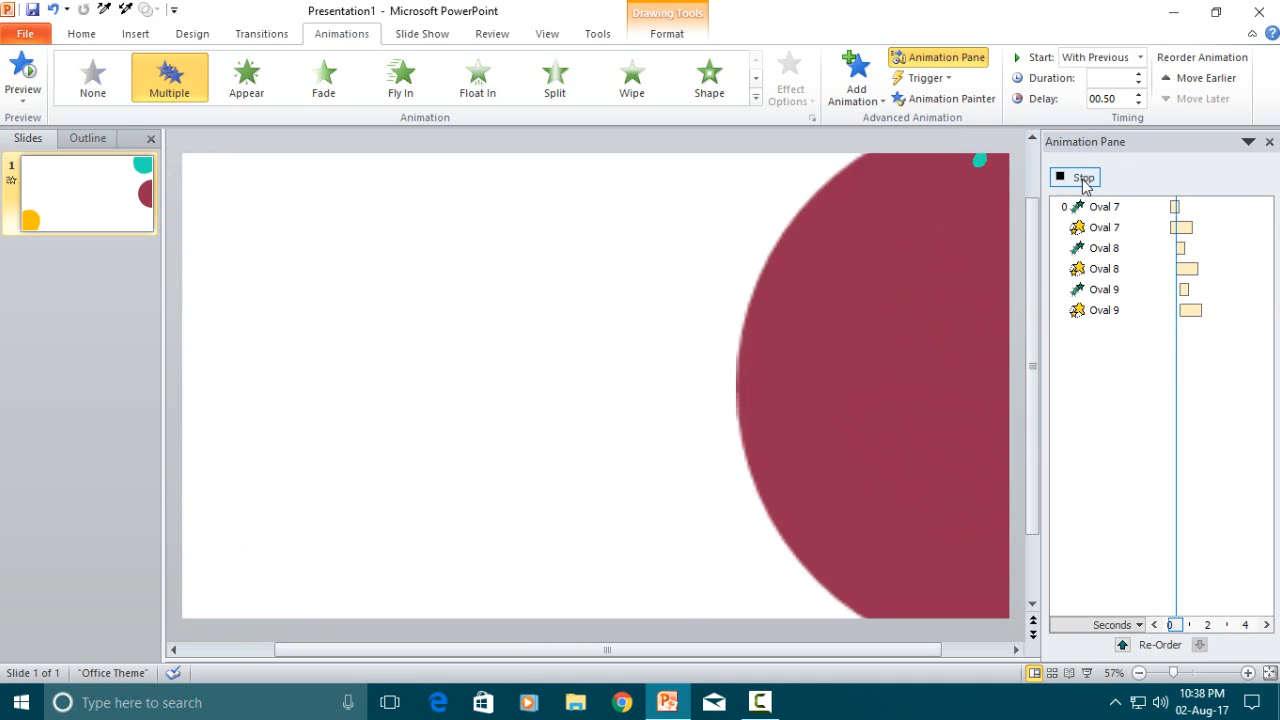 Presentation1 - Microsoft PowerPoint
Drawing Tools
File
Home
Insert
Design
Transitions
Animations
Slide Show
Review
View
Tools
Format
Preview
Preview
None
Multiple
Appear
Fade
Fly In
Float In
Split
Wipe
Shape
Animation
Effect
Options
Add
Animation
Animation Pane
Trigger
Animation Painter
Advanced Animation
Start: With Previous
Duration:
Delay: 00.50
Timing
Reorder Animation
Move Earlier
Move Later
Slides
Outline
1
Animation Pane
Stop
0 Oval 7
Oval 7
Oval 8
Oval 8
Oval 9
Oval 9
Seconds
0 2 4
Re-Order
Slide 1 of 1
"Office Theme"
57%
Type here to search
10:38 PM
02-Aug-17